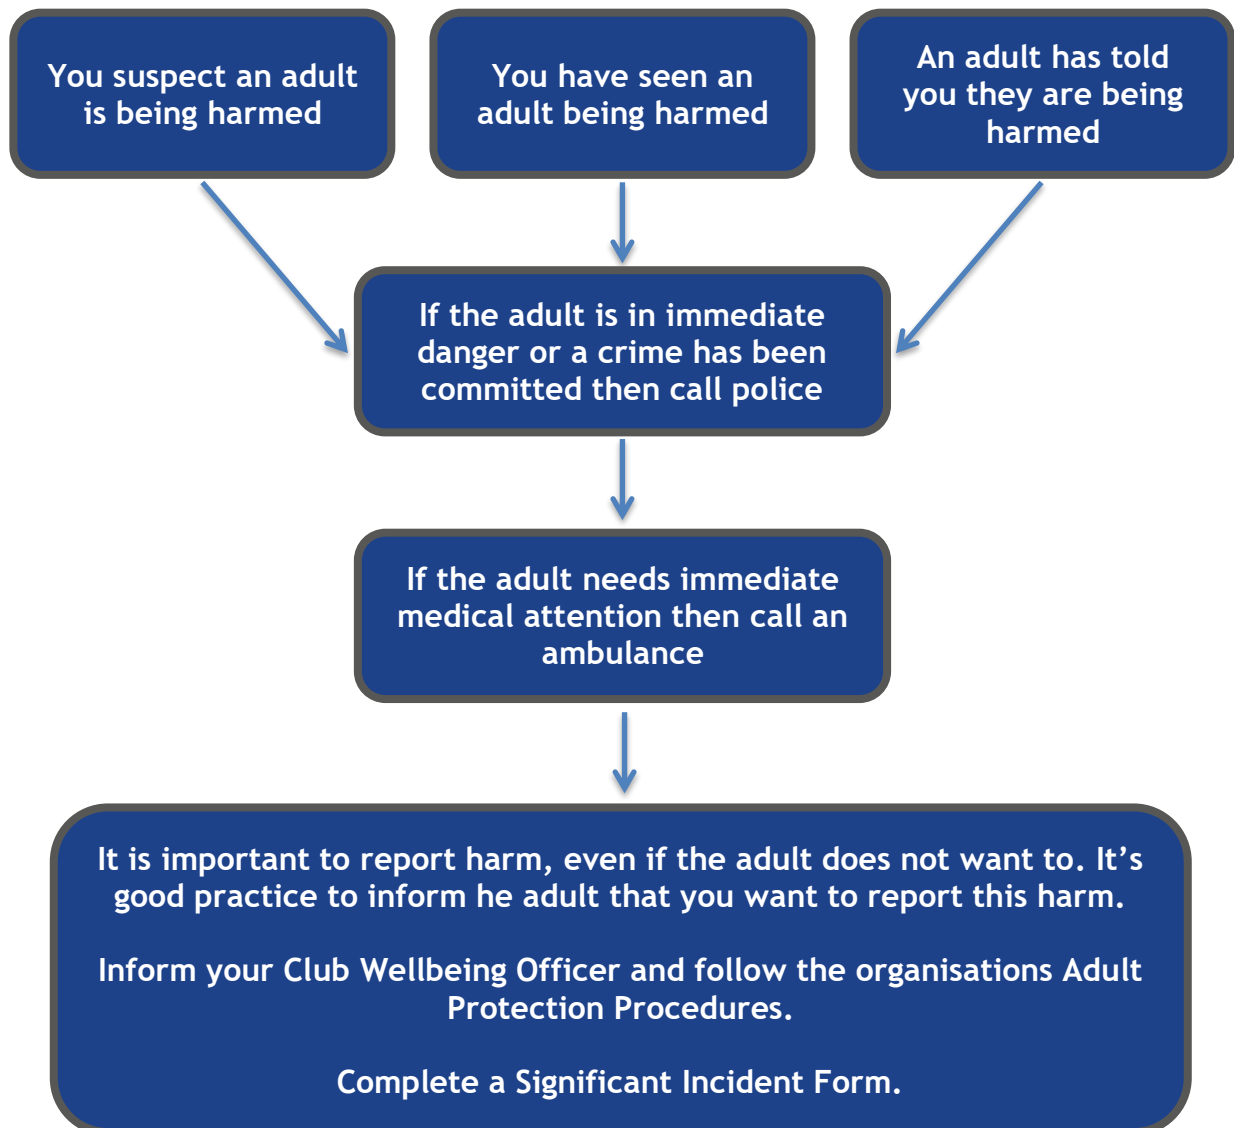 You suspect an adult
is being harmed
You have seen an
adult being harmed
An adult has told
you they are being
harmed
If the adult is in immediate
danger or a crime has been
committed then call police
If the adult needs immediate
medical attention then call an
ambulance
It is important to report harm, even if the adult does not want to. It’s
good practice to inform he adult that you want to report this harm.
Inform your Club Wellbeing Officer and follow the organisations Adult
Protection Procedures.
Complete a Significant Incident Form.